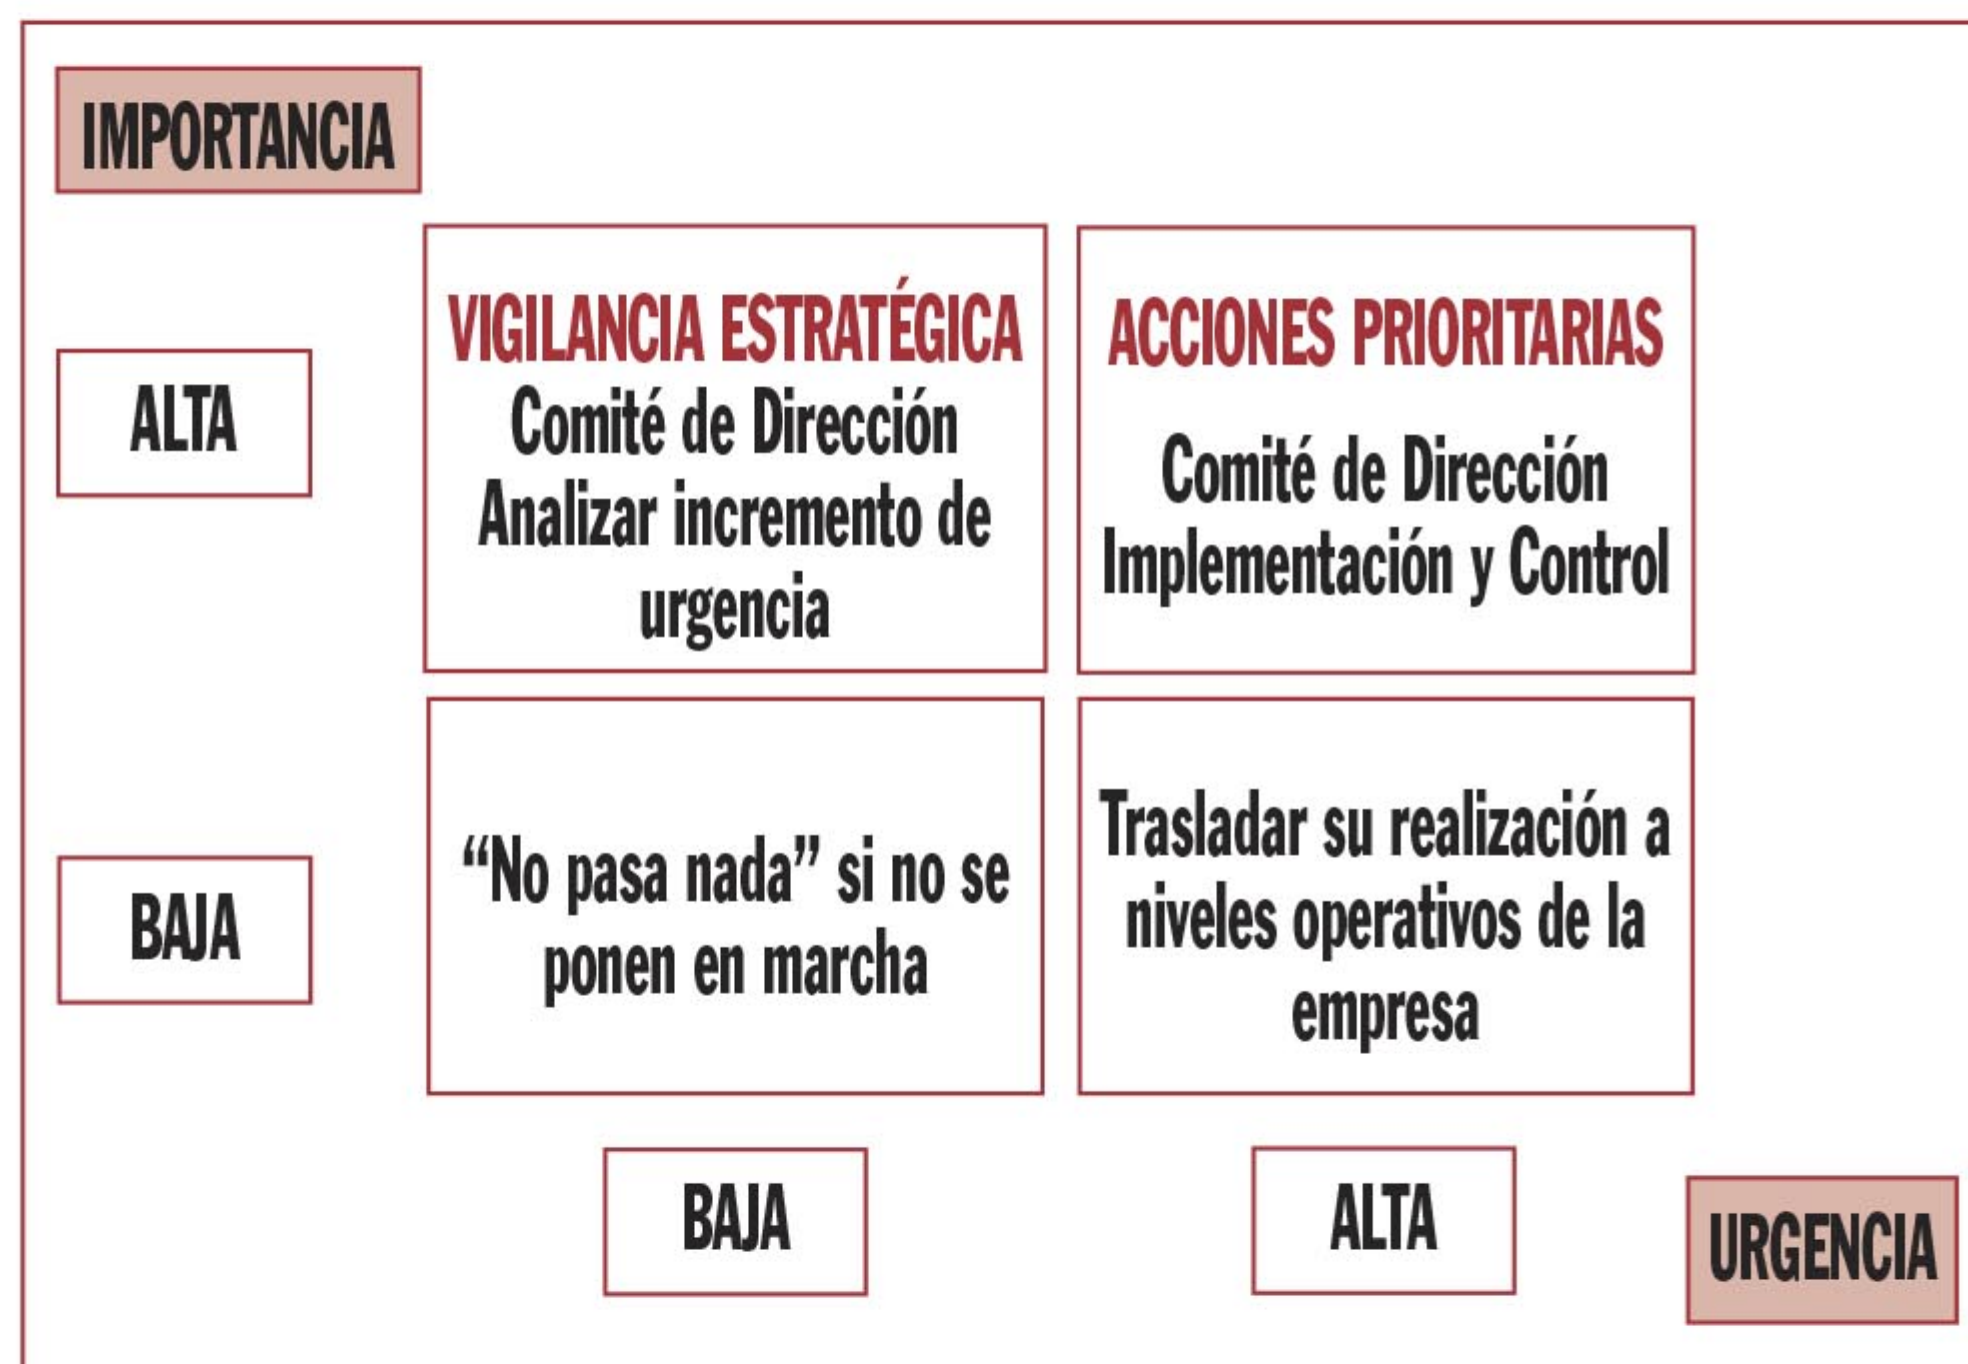 IMPORTANCIA
ALTA
VIGILANCIA ESTRATÉGICA
Comité de Dirección
Analizar incremento de
urgencia
ACCIONES PRIORITARIAS
Comité de Dirección
Implementación y Control
BAJA
“No pasa nada” si no se
ponen en marcha
Trasladar su realización a
niveles operativos de la
empresa
BAJA
ALTA
URGENCIA